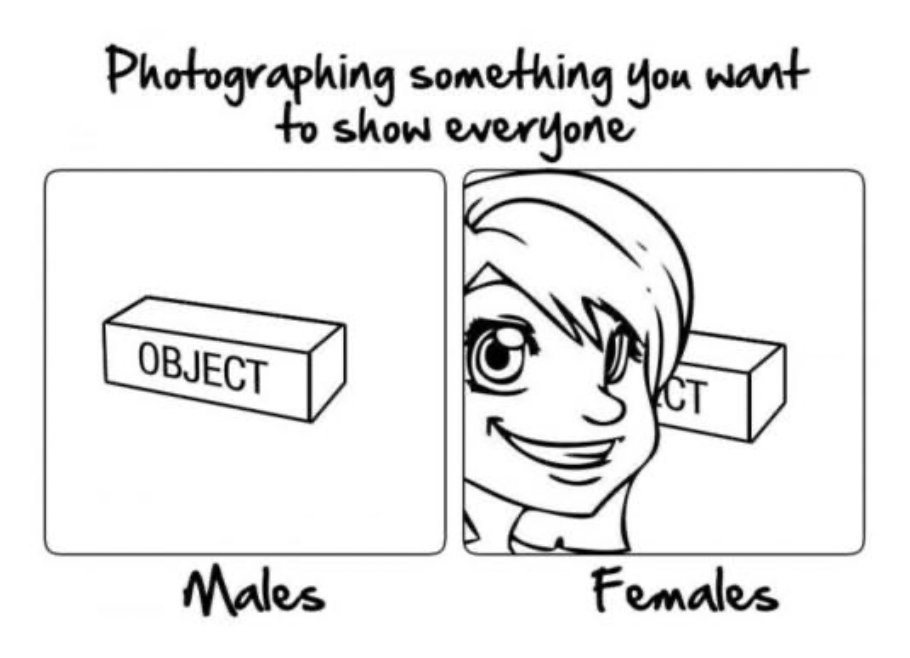 Photographing something you want
to show everyone
OBJECT
CT
Males
Females